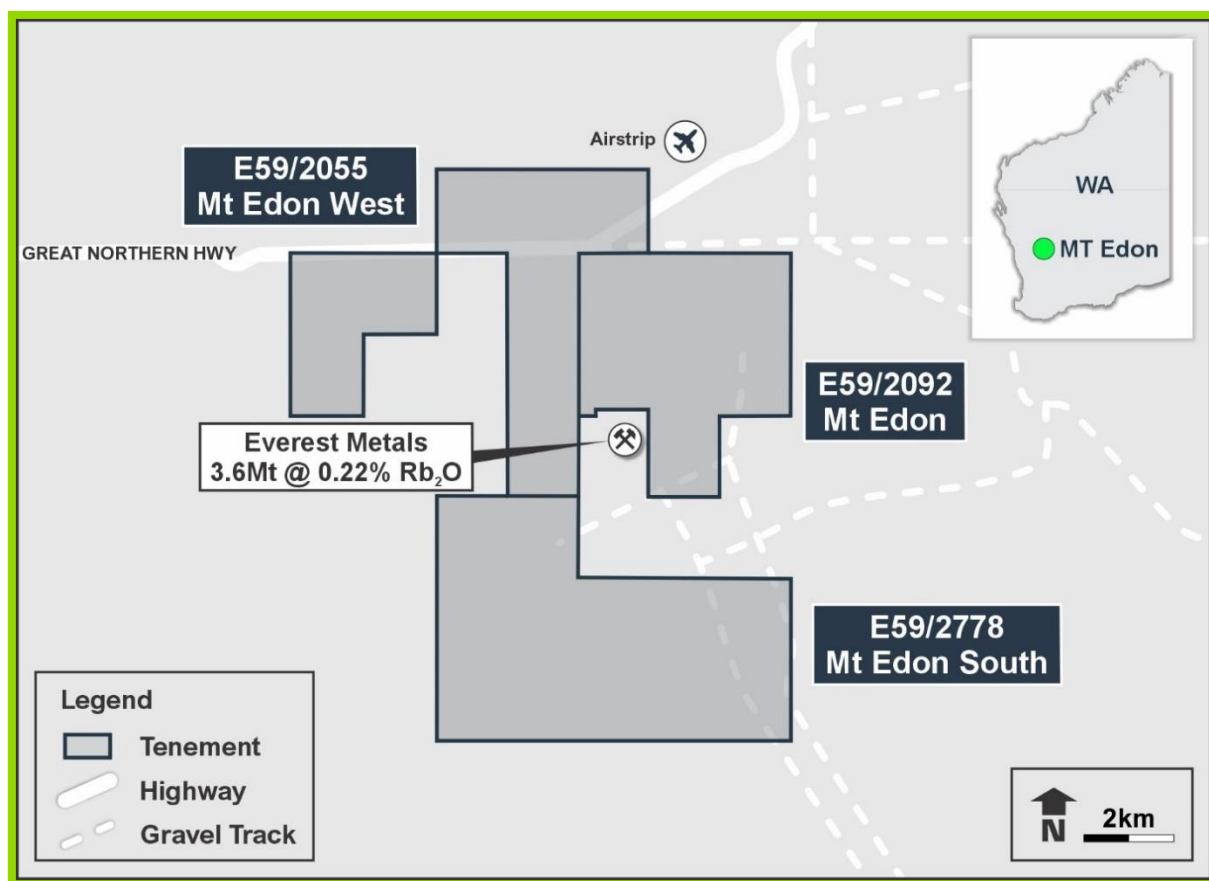 Airstrip
E59/2055
Mt Edon West
GREAT NORTHERN HWY
WA
MT Edon
E59/2092
Mt Edon
Everest Metals
3.6Mt @ 0.22% Rb₂O
E59/2778
Mt Edon South
Legend
Tenement
Highway
Gravel Track
N
2km